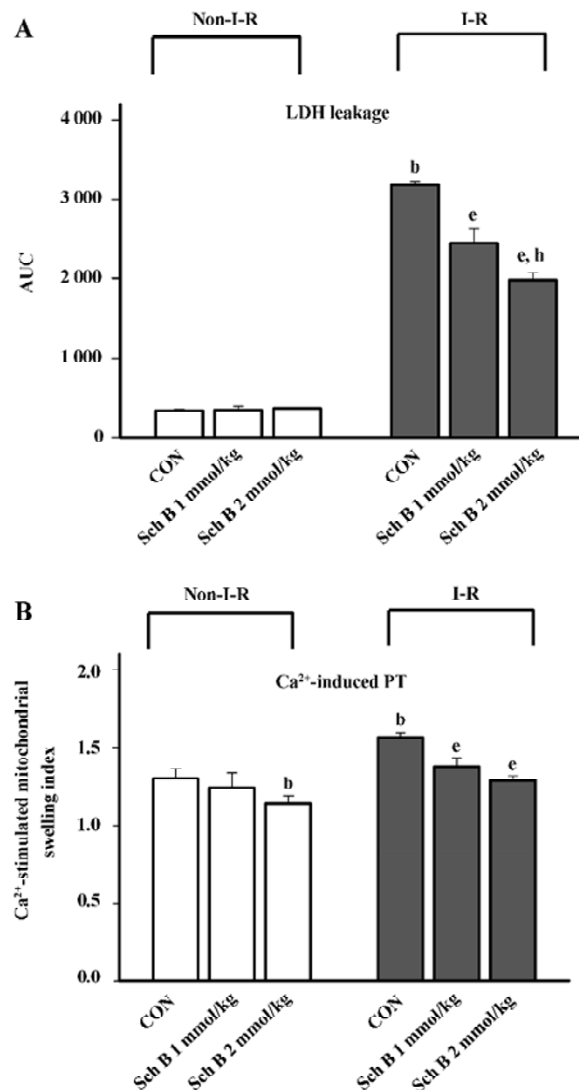 A
Non-I-R
I-R
LDH leakage
AUC
4 000
3 000
2 000
1 000
0
b
e
e, h
CON
Sch B 1 mmol/kg
Sch B 2 mmol/kg
CON
Sch B 1 mmol/kg
Sch B 2 mmol/kg
B
Non-I-R
I-R
Ca²⁺-induced PT
Ca²⁺-stimulated mitochondrial
swelling index
2.0
1.5
1.0
0.5
0.0
b
b
e
e
CON
Sch B 1 mmol/kg
Sch B 2 mmol/kg
CON
Sch B 1 mmol/kg
Sch B 2 mmol/kg